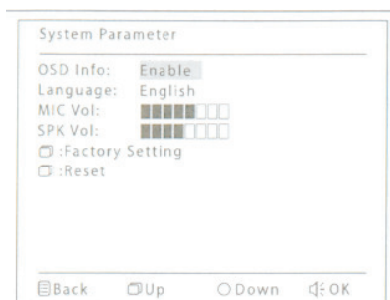 System Parameter
OSD Info: Enable
Language: English
MIC Vol:
SPK Vol:
:Factory Setting
:Reset
Back Up Down OK